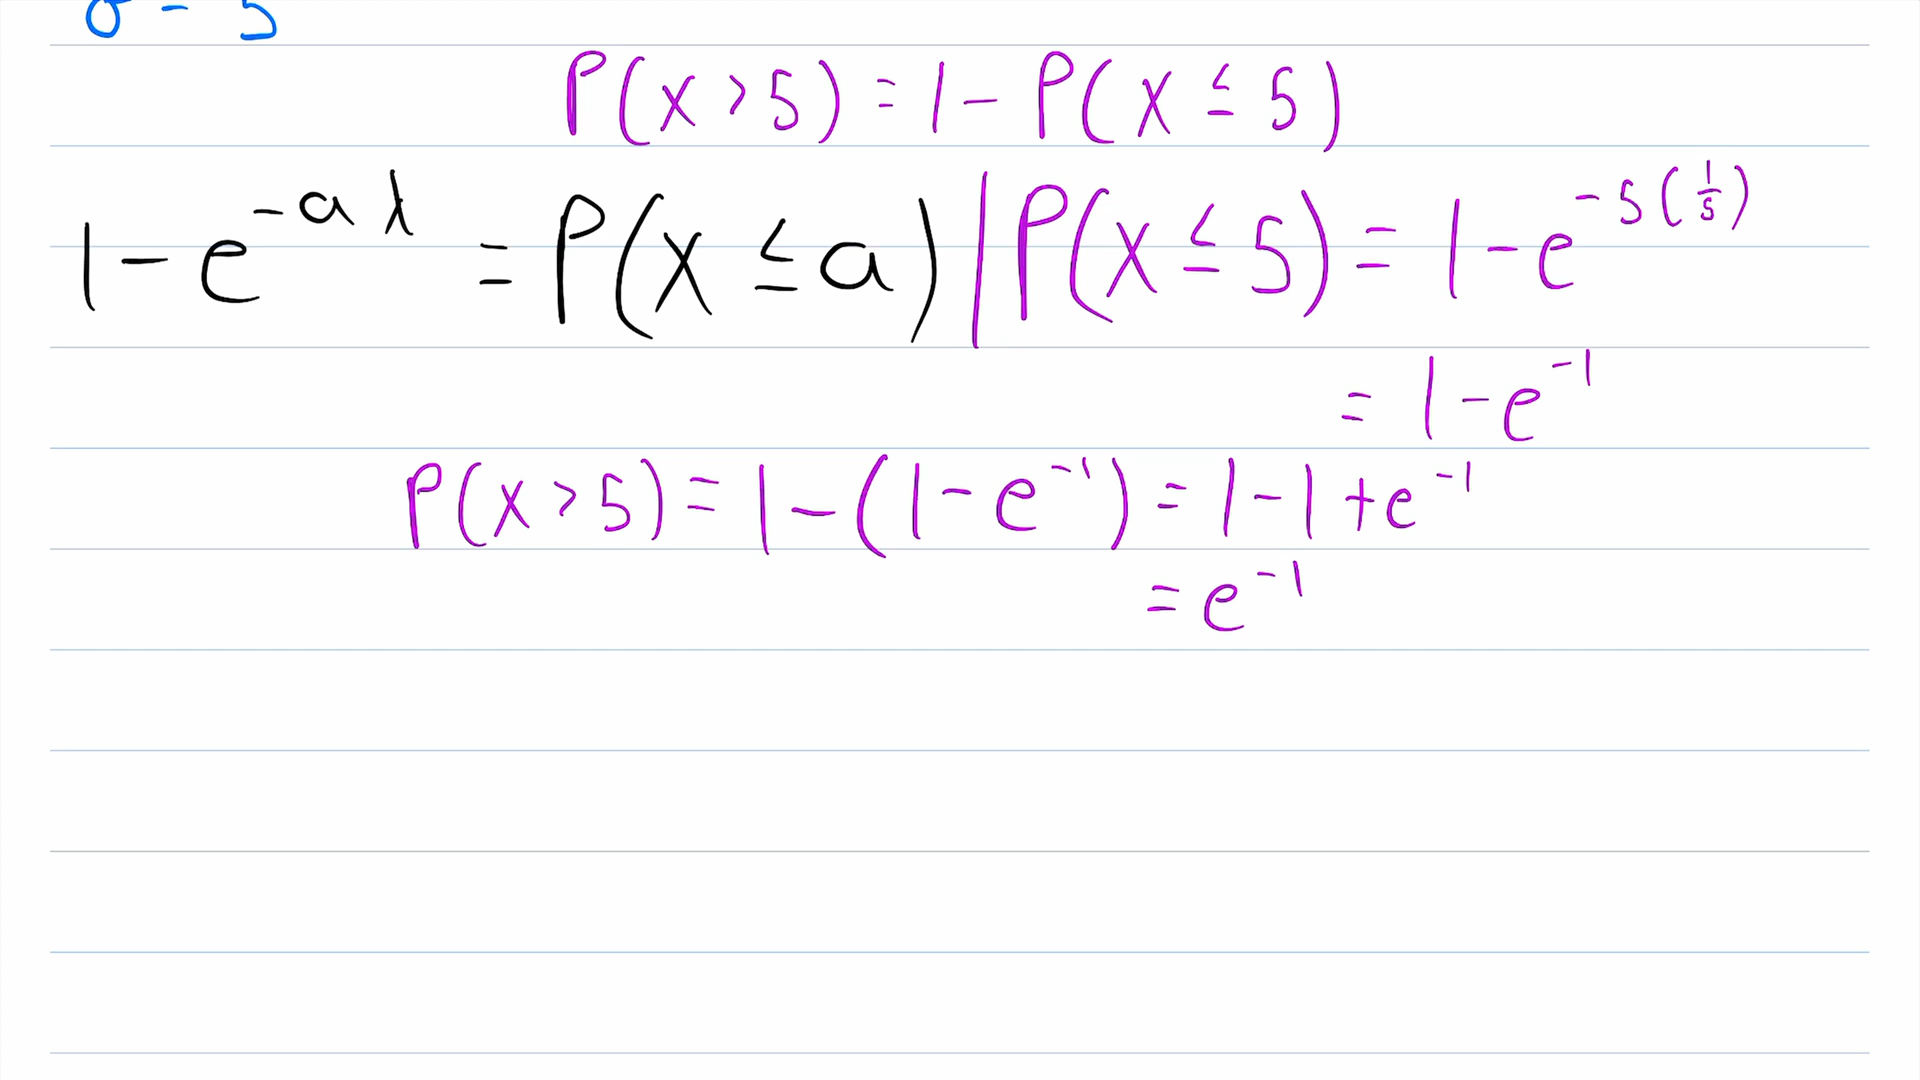 σ = 5
P(x > 5) = 1 - P(x ≤ 5)
1 - e^{-aλ} = P(x ≤ a) | P(x ≤ 5) = 1 - e^{-5(1/5)}
= 1 - e^{-1}
P(x > 5) = 1 - (1 - e^{-1}) = 1 - 1 + e^{-1}
= e^{-1}